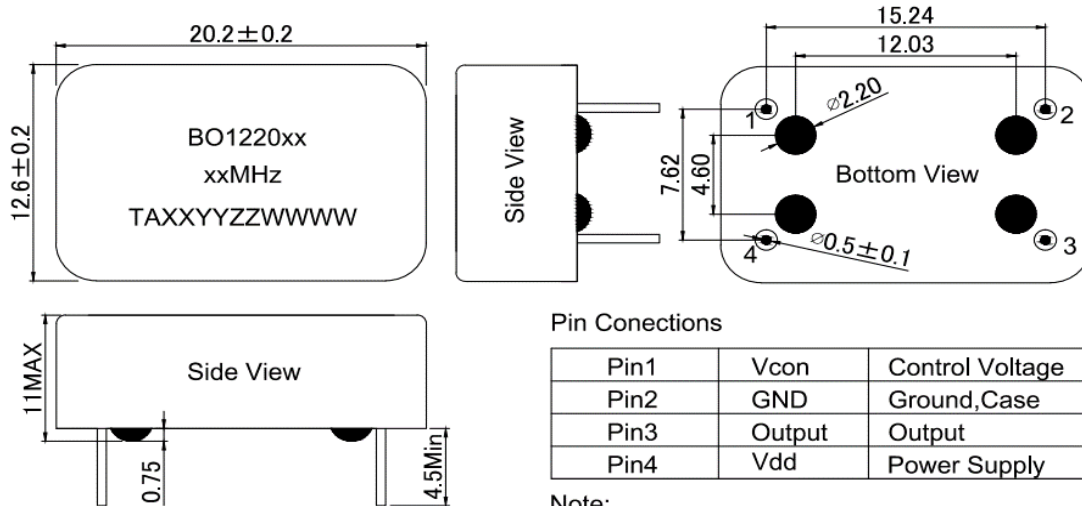 20.2±0.2
12.6±0.2
BO1220xx
xxMHz
TAXXYYZZWWWW
Side View
15.24
12.03
⌀2.20
1
2
7.62
4.60
Bottom View
4
⌀0.5±0.1
3
11MAX
Side View
0.75
4.5Min
Pin Conections
Pin1 Vcon Control Voltage
Pin2 GND Ground,Case
Pin3 Output Output
Pin4 Vdd Power Supply
Note: